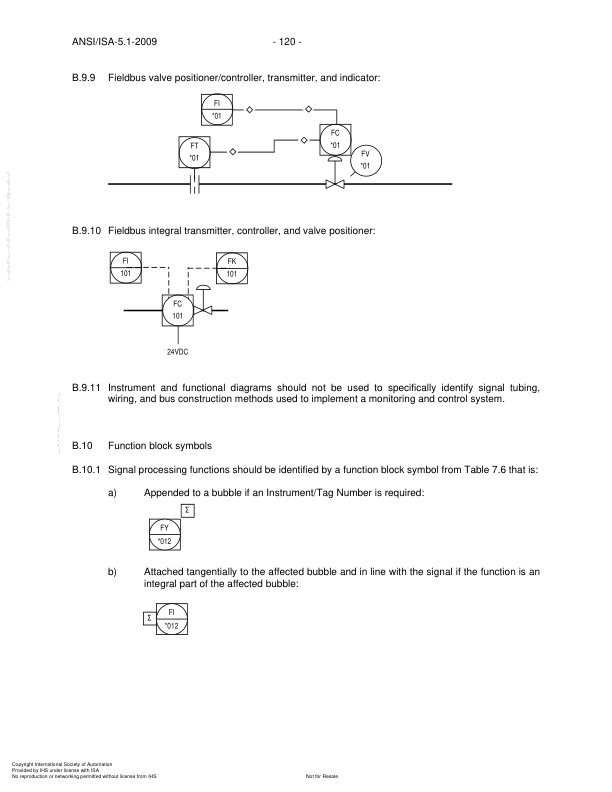 ANSI/ISA-5.1-2009 - 120 -
B.9.9 Fieldbus valve positioner/controller, transmitter, and indicator:
FI
*01
FC
*01
FT
*01
FV
*01
B.9.10 Fieldbus integral transmitter, controller, and valve positioner:
FI
101
FK
101
FC
101
24VDC
B.9.11 Instrument and functional diagrams should not be used to specifically identify signal tubing,
wiring, and bus construction methods used to implement a monitoring and control system.
B.10 Function block symbols
B.10.1 Signal processing functions should be identified by a function block symbol from Table 7.6 that is:
a) Appended to a bubble if an Instrument/Tag Number is required:
Σ
FY
*012
b) Attached tangentially to the affected bubble and in line with the signal if the function is an
integral part of the affected bubble:
Σ
FI
*012
Copyright International Society of Automation
Provided by IHS under license with ISA
No reproduction or networking permitted without license from IHS
Not for Resale